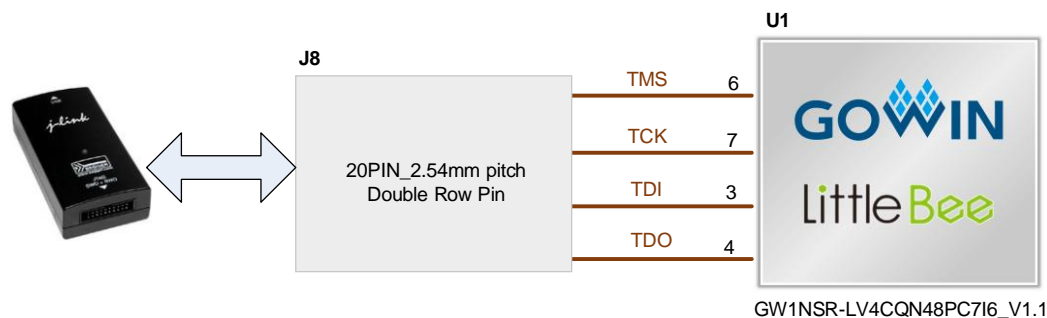 U1
J8
TMS
6
j-link
GOWIN
TCK
7
20PIN_2.54mm pitch
Double Row Pin
TDI
3
LittleBee
TDO
4
GW1NSR-LV4CQN48PC7I6_V1.1